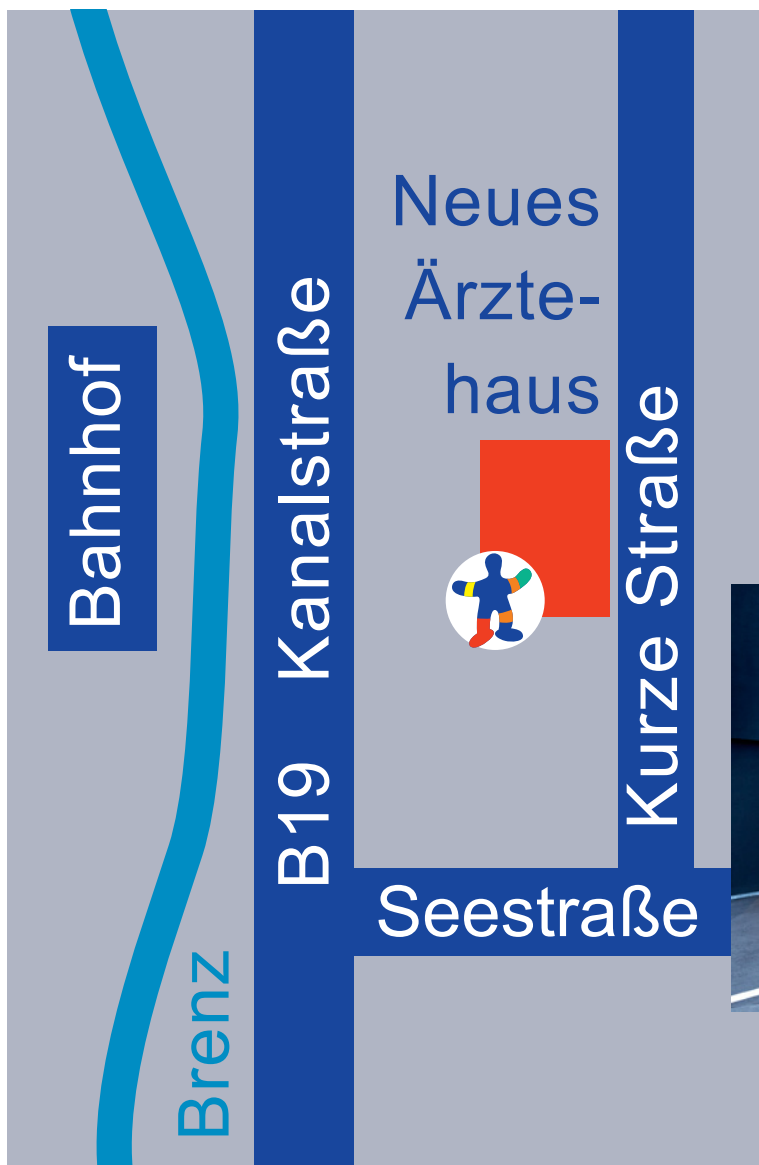 Neues
Ärzte-
haus
Bahnhof
B19 Kanalstraße
Kurze Straße
Seestraße
Brenz